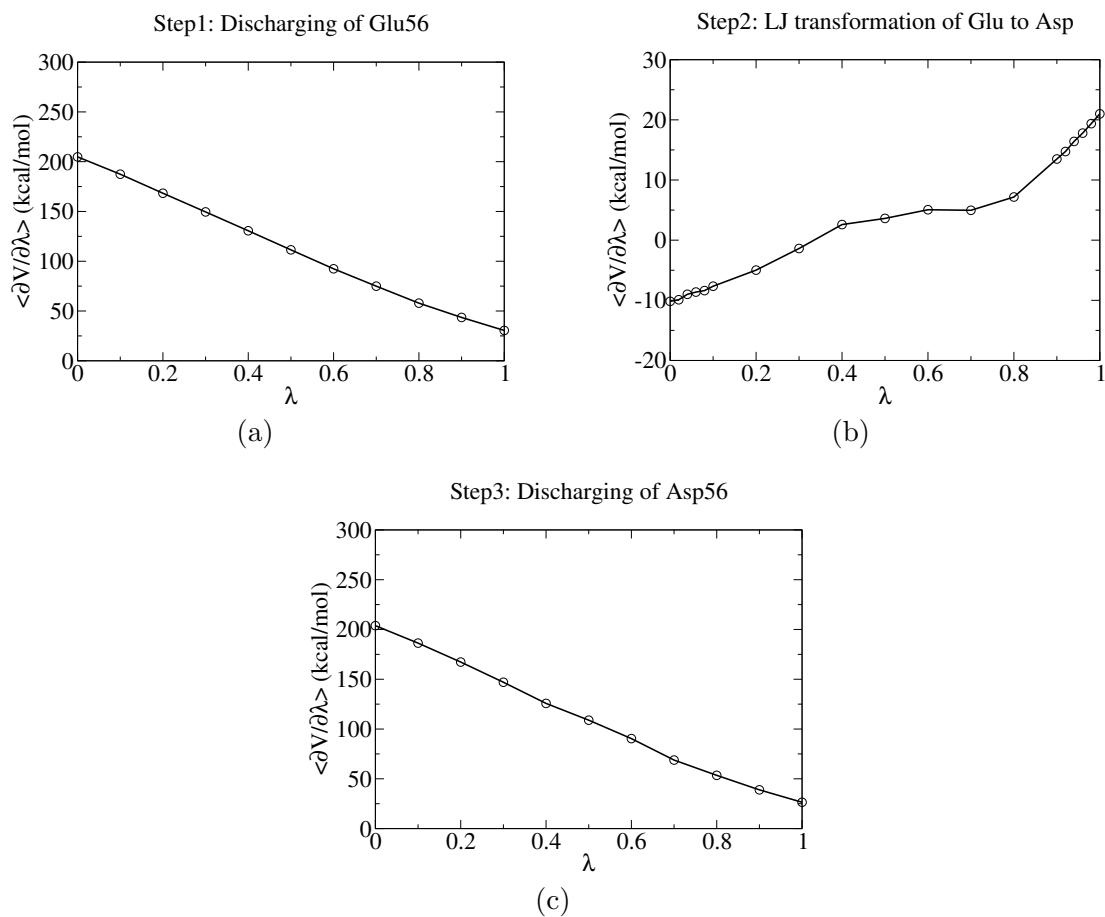 Step1: Discharging of Glu56
300
250
200
150
100
50
0
<∂V/∂λ> (kcal/mol)
0 0.2 0.4 0.6 0.8 1
λ
(a)
Step2: LJ transformation of Glu to Asp
30
20
10
0
-10
-20
<∂V/∂λ> (kcal/mol)
0 0.2 0.4 0.6 0.8 1
λ
(b)
Step3: Discharging of Asp56
300
250
200
150
100
50
0
<∂V/∂λ> (kcal/mol)
0 0.2 0.4 0.6 0.8 1
λ
(c)